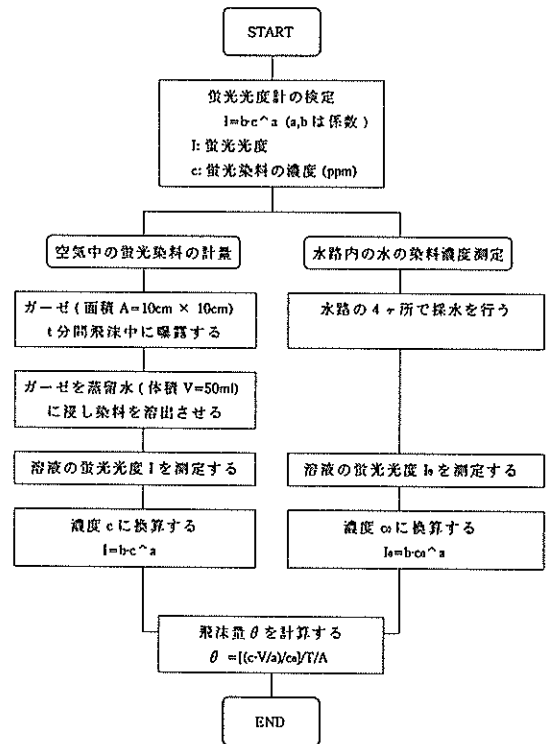 START
蛍光光度計の検定
I=b·c^a (a,bは係数)
I: 蛍光光度
c: 蛍光染料の濃度 (ppm)
空気中の蛍光染料の計量
ガーゼ(面積 A=10cm × 10cm)
t 分間飛沫中に曝露する
ガーゼを蒸留水(体積 V=50ml)
に浸し染料を溶出させる
溶液の蛍光光度 I を測定する
濃度 c に換算する
I=b·c^a
水路内の水の染料濃度測定
水路の4ヶ所で採水を行う
溶液の蛍光光度 I₀ を測定する
濃度 c₀ に換算する
I₀=b·c₀^a
飛沫量 θ を計算する
θ =[(c·V/a)/c₀]/T/A
END